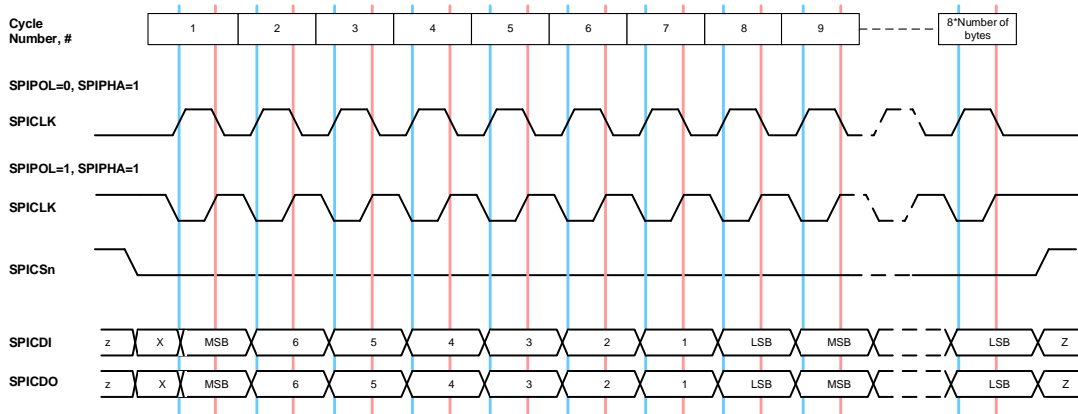 Cycle
Number, #
1 2 3 4 5 6 7 8 9
8*Number of
bytes
SPIPOL=0, SPIPHA=1
SPICLK
SPIPOL=1, SPIPHA=1
SPICLK
SPICSn
SPICDI z X MSB 6 5 4 3 2 1 LSB MSB LSB Z
SPICDO z X MSB 6 5 4 3 2 1 LSB MSB LSB Z